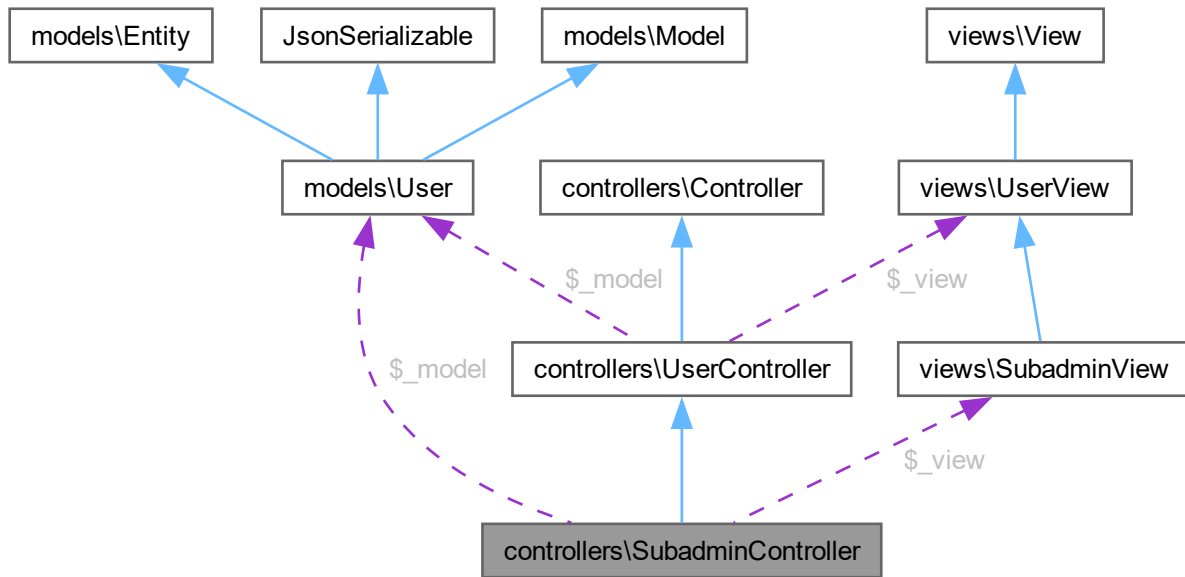 models\Entity
JsonSerializable
models\Model
views\View
models\User
controllers\Controller
views\UserView
$_model
$_view
$_model
controllers\UserController
views\SubadminView
$_view
controllers\SubadminController